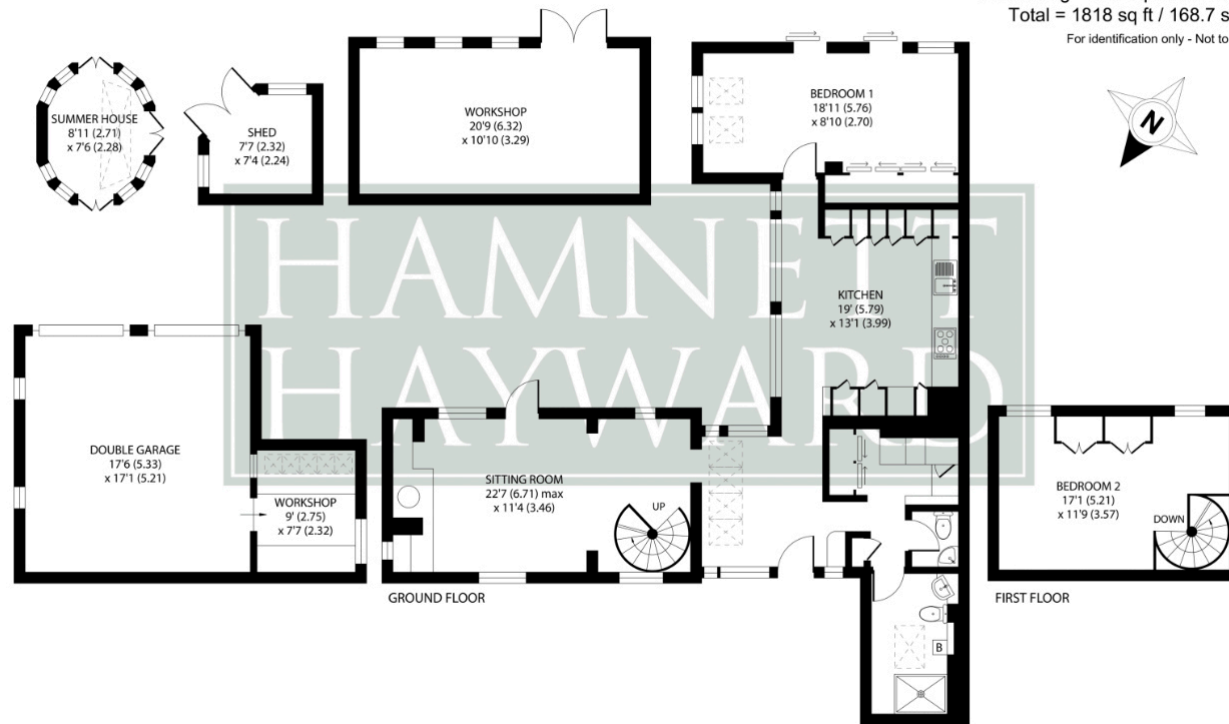 Total = 1818 sq ft / 168.7 s
For identification only - Not to
N
SUMMER HOUSE
8'11 (2.71)
x 7'6 (2.28)
SHED
7'7 (2.32)
x 7'4 (2.24)
WORKSHOP
20'9 (6.32)
x 10'10 (3.29)
BEDROOM 1
18'11 (5.76)
x 8'10 (2.70)
HAMNETT
HAYWARD
KITCHEN
19' (5.79)
x 13'1 (3.99)
DOUBLE GARAGE
17'6 (5.33)
x 17'1 (5.21)
WORKSHOP
9' (2.75)
x 7'7 (2.32)
SITTING ROOM
22'7 (6.71) max
x 11'4 (3.46)
UP
BEDROOM 2
17'1 (5.21)
x 11'9 (3.57)
DOWN
GROUND FLOOR
FIRST FLOOR
B